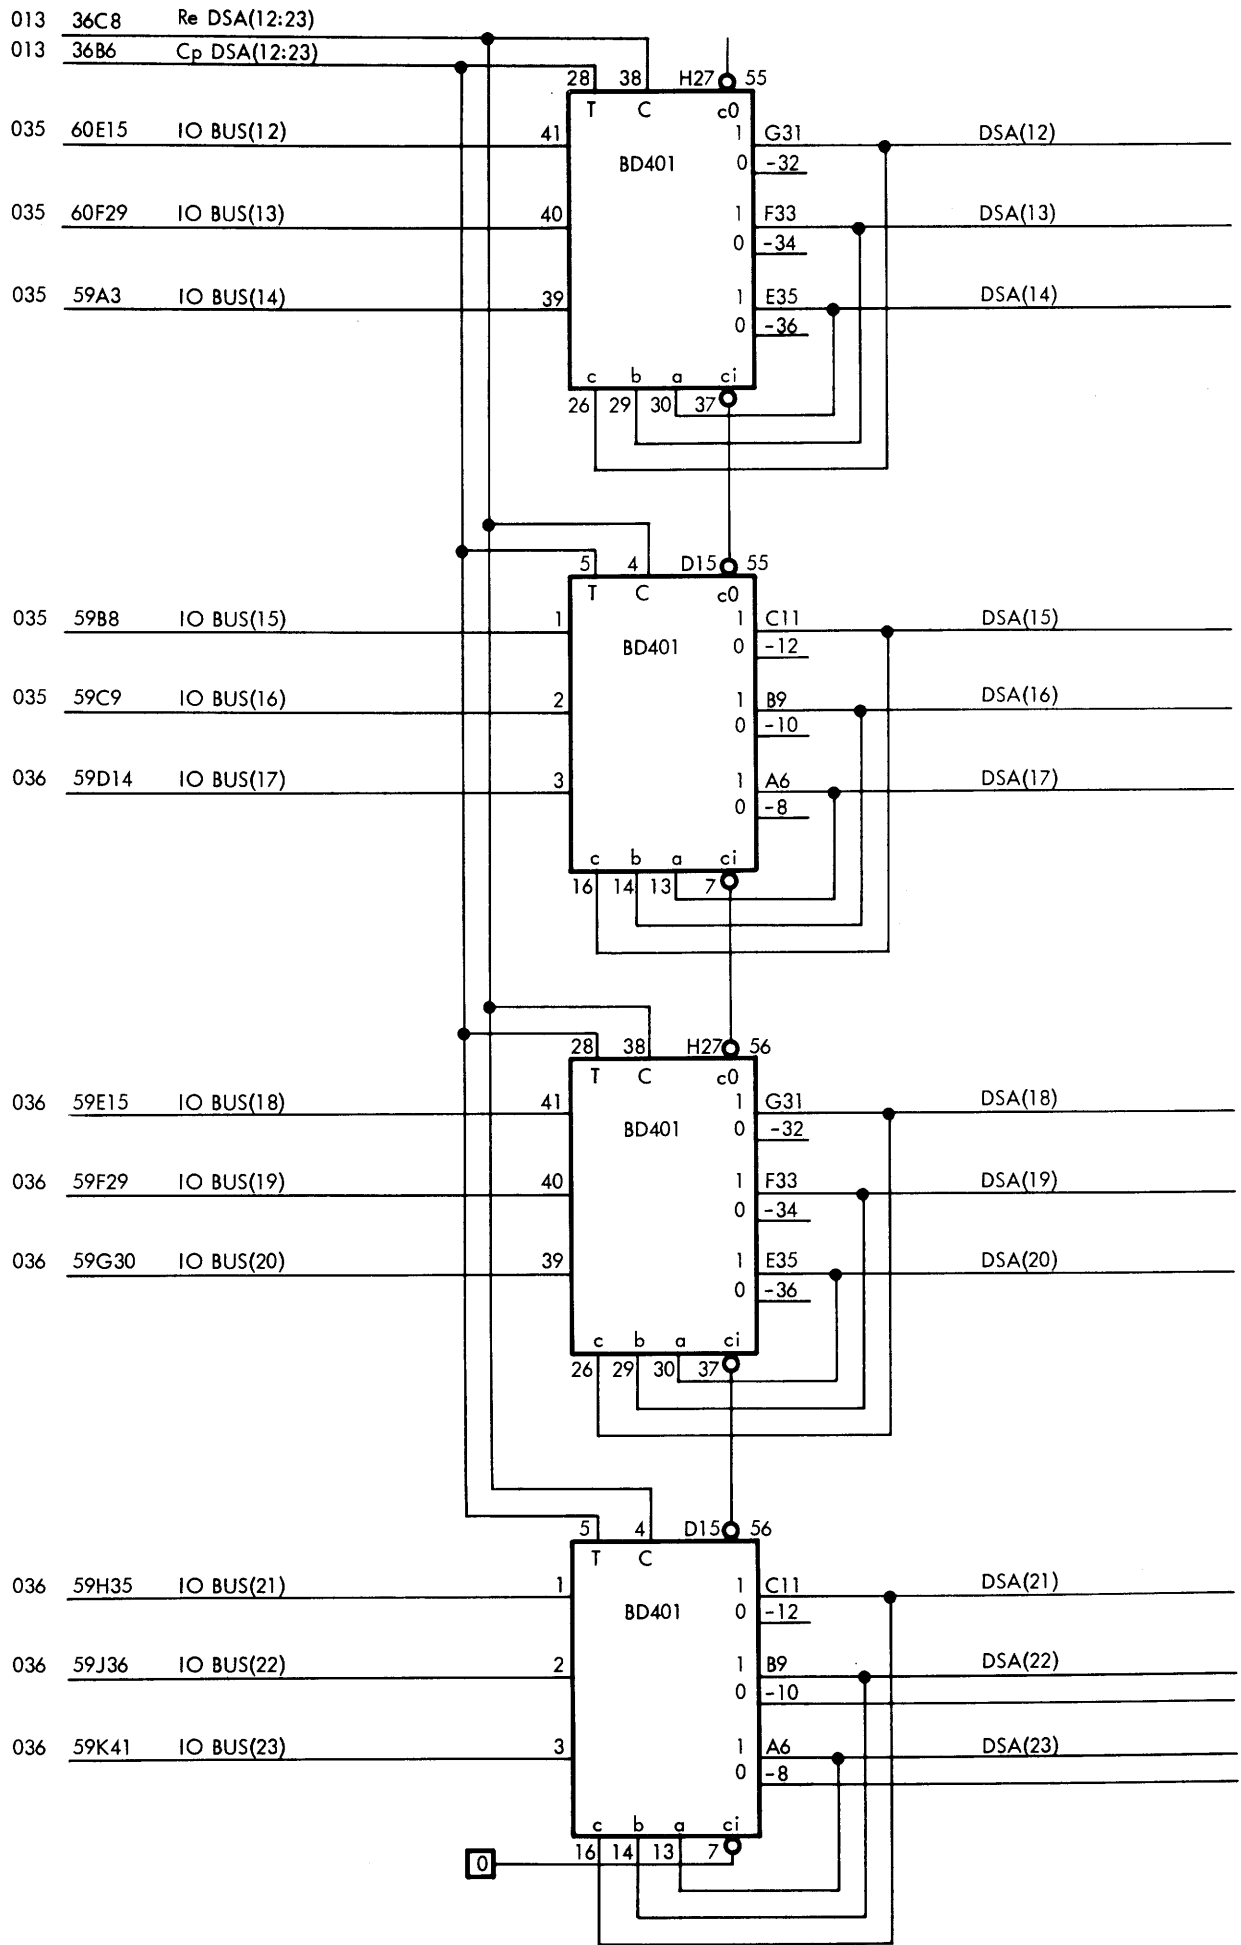 013 36C8 Re DSA(12:23)
013 36B6 Cp DSA(12:23)
28 38 H27 55
T C c0
035 60E15 IO BUS(12) 41 1 G31 DSA(12)
BD401 0 -32
035 60F29 IO BUS(13) 40 1 F33 DSA(13)
0 -34
035 59A3 IO BUS(14) 39 1 E35 DSA(14)
0 -36
c b a ci
26 29 30 37
5 4 D15 55
T C c0
035 59B8 IO BUS(15) 1 1 C11 DSA(15)
BD401 0 -12
035 59C9 IO BUS(16) 2 1 B9 DSA(16)
0 -10
036 59D14 IO BUS(17) 3 1 A6 DSA(17)
0 -8
c b a ci
16 14 13 7
28 38 H27 56
T C c0
036 59E15 IO BUS(18) 41 1 G31 DSA(18)
BD401 0 -32
036 59F29 IO BUS(19) 40 1 F33 DSA(19)
0 -34
036 59G30 IO BUS(20) 39 1 E35 DSA(20)
0 -36
c b a ci
26 29 30 37
5 4 D15 56
T C
036 59H35 IO BUS(21) 1 1 C11 DSA(21)
BD401 0 -12
036 59J36 IO BUS(22) 2 1 B9 DSA(22)
0 -10
036 59K41 IO BUS(23) 3 1 A6 DSA(23)
0 -8
c b a ci
16 14 13 7
0